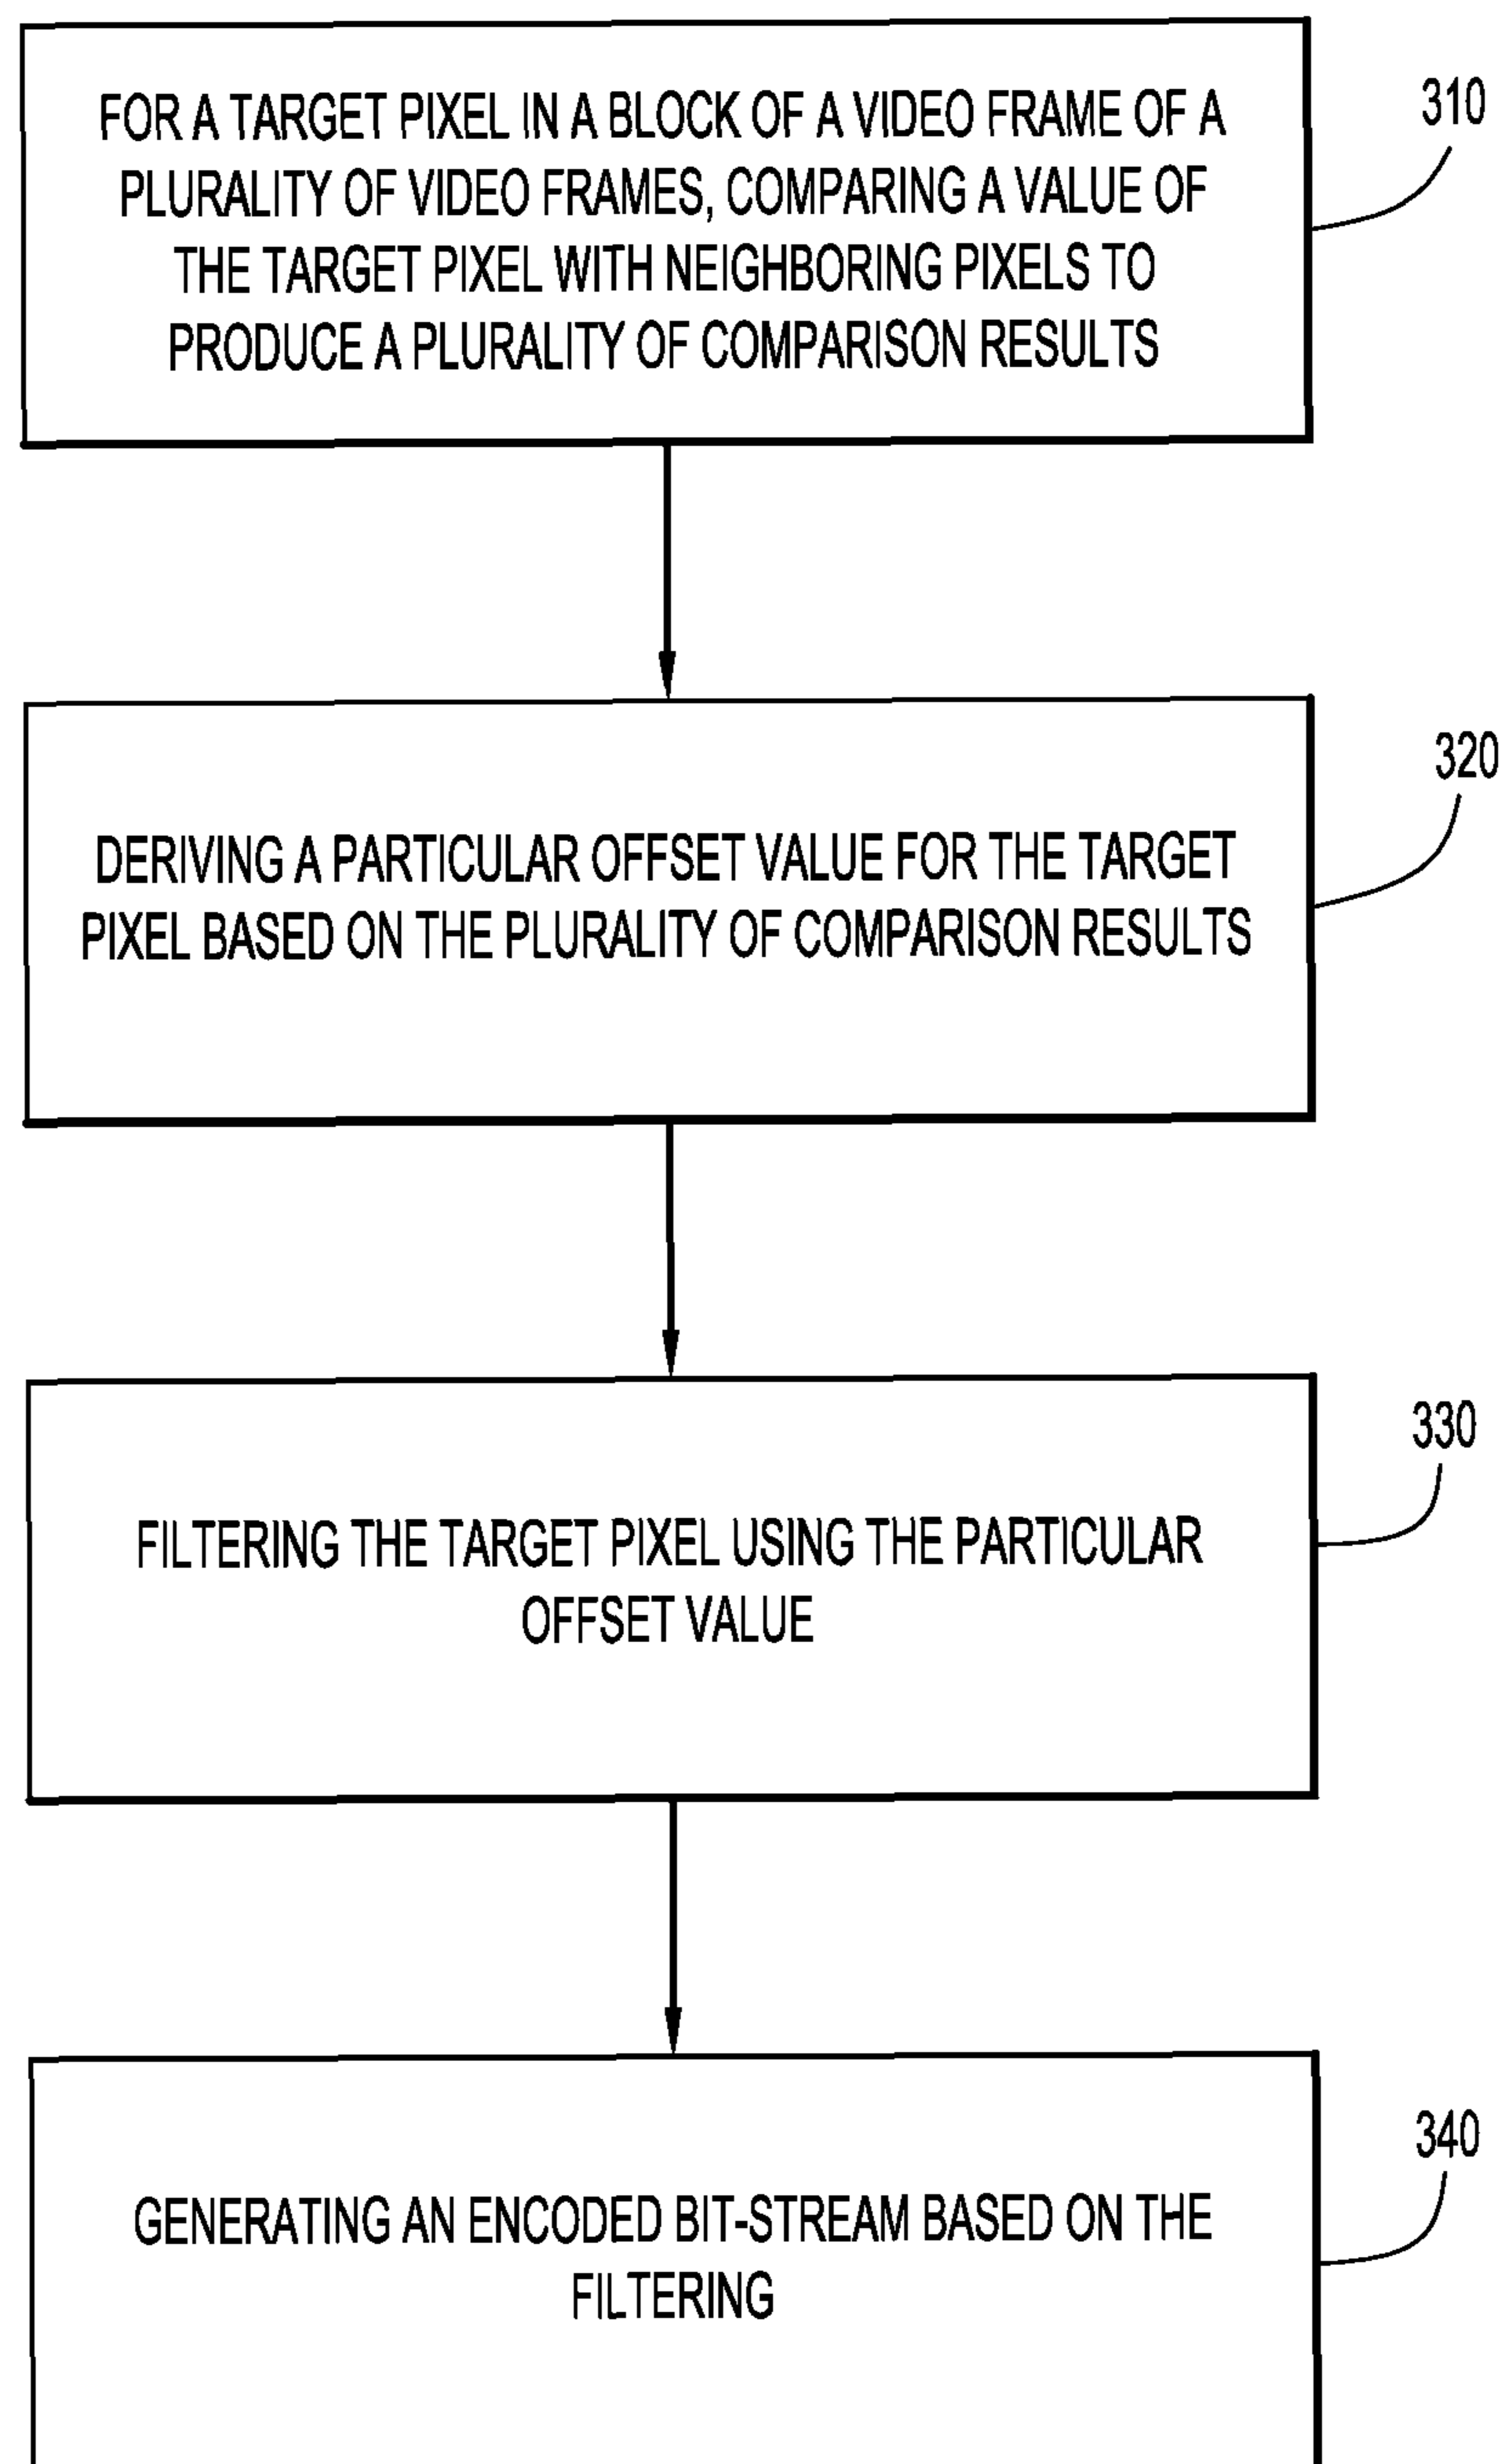 FOR A TARGET PIXEL IN A BLOCK OF A VIDEO FRAME OF A
PLURALITY OF VIDEO FRAMES, COMPARING A VALUE OF
THE TARGET PIXEL WITH NEIGHBORING PIXELS TO
PRODUCE A PLURALITY OF COMPARISON RESULTS
310
DERIVING A PARTICULAR OFFSET VALUE FOR THE TARGET
PIXEL BASED ON THE PLURALITY OF COMPARISON RESULTS
320
FILTERING THE TARGET PIXEL USING THE PARTICULAR
OFFSET VALUE
330
GENERATING AN ENCODED BIT-STREAM BASED ON THE
FILTERING
340